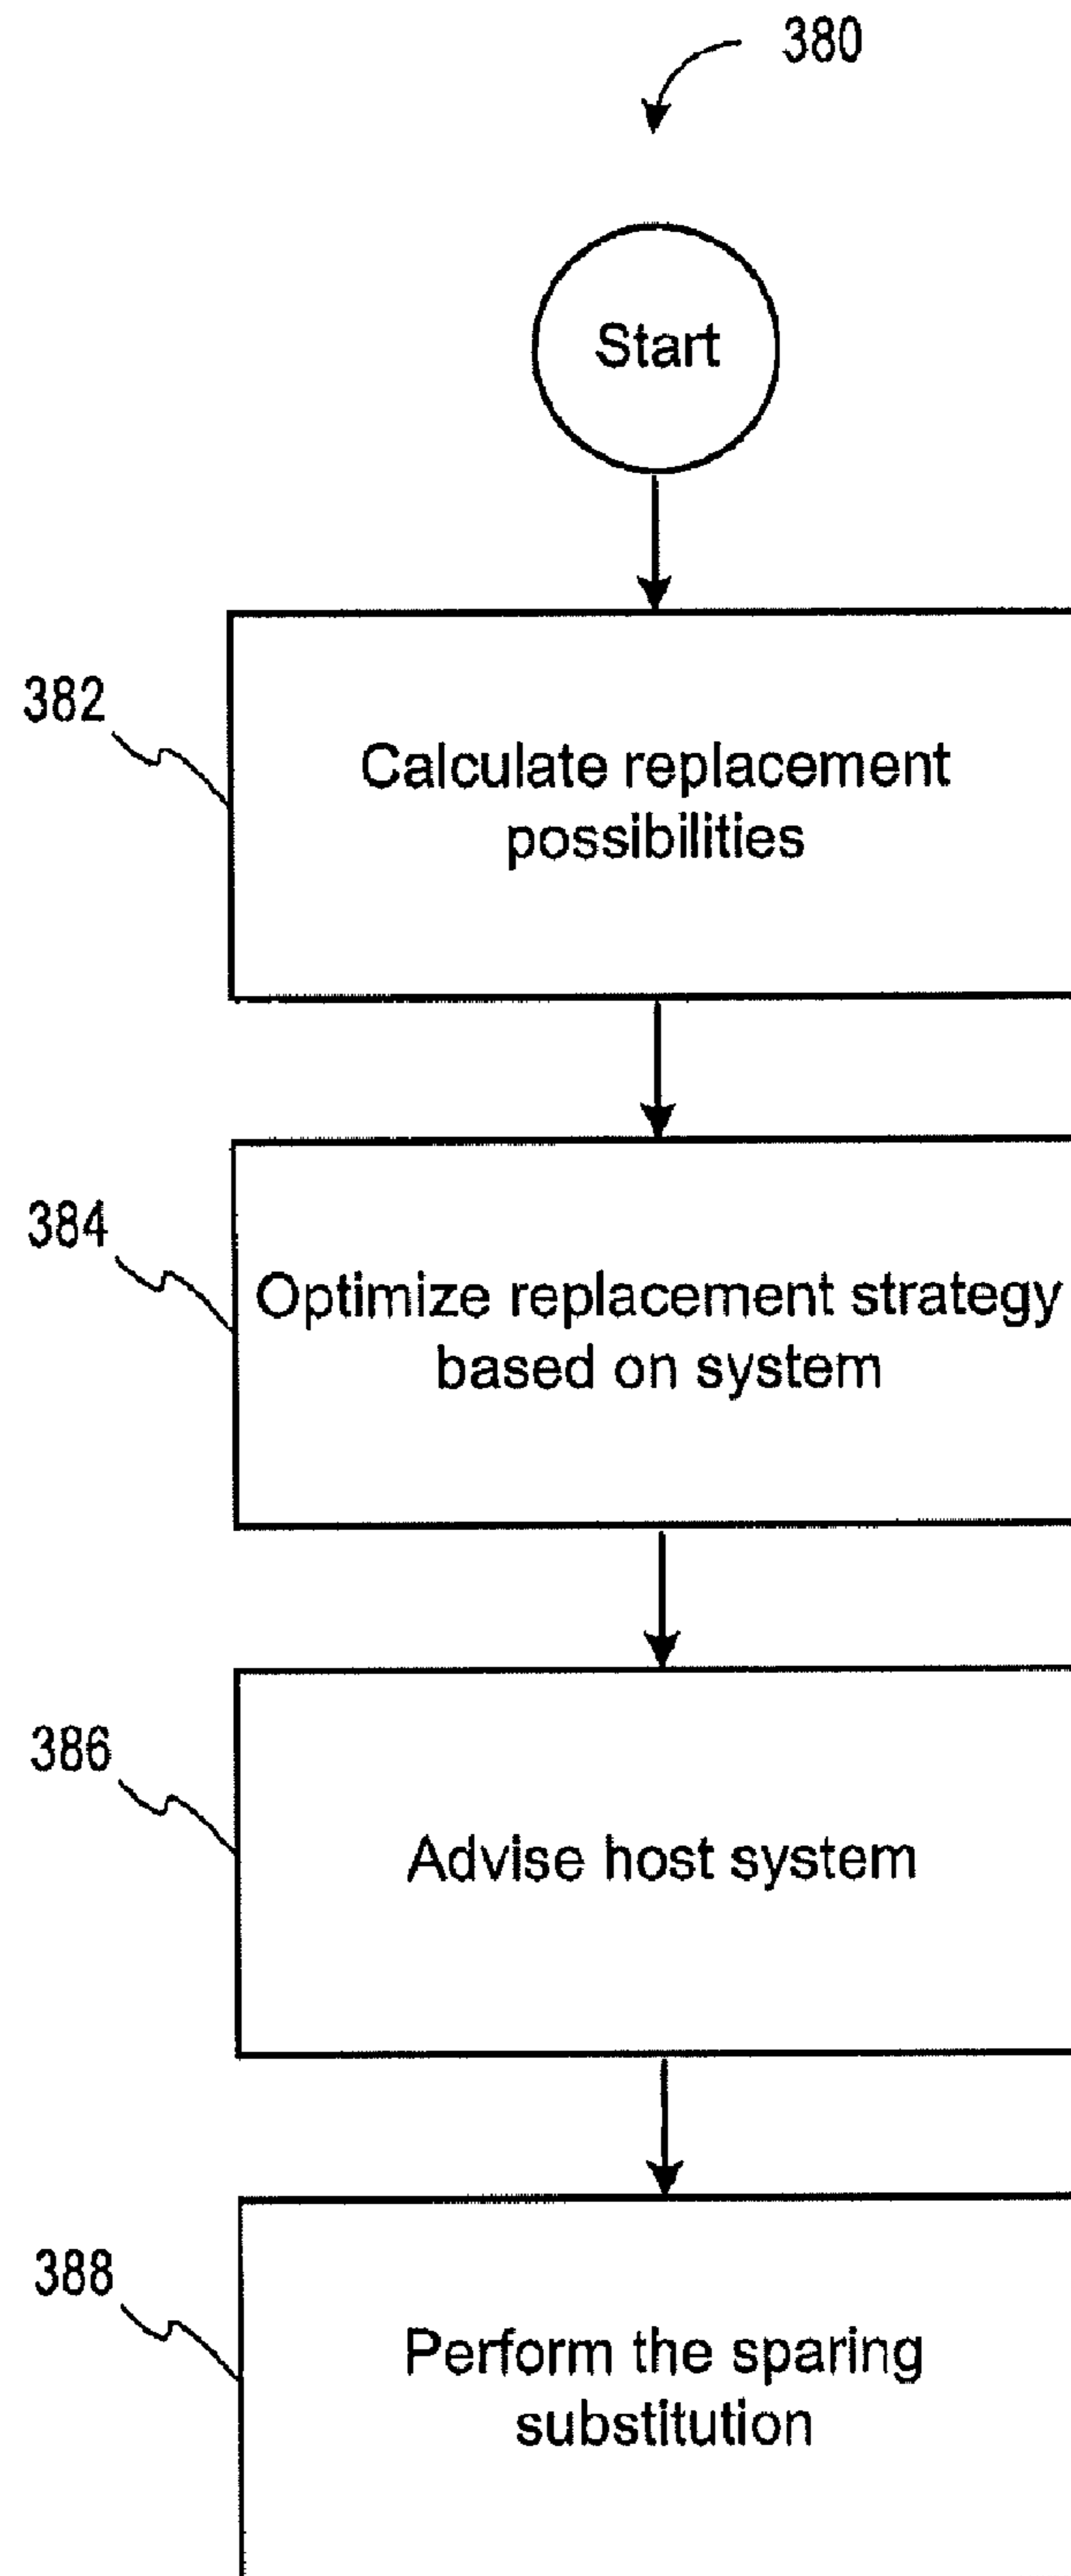 380
Start
382
Calculate replacement
possibilities
384
Optimize replacement strategy
based on system
386
Advise host system
388
Perform the sparing
substitution